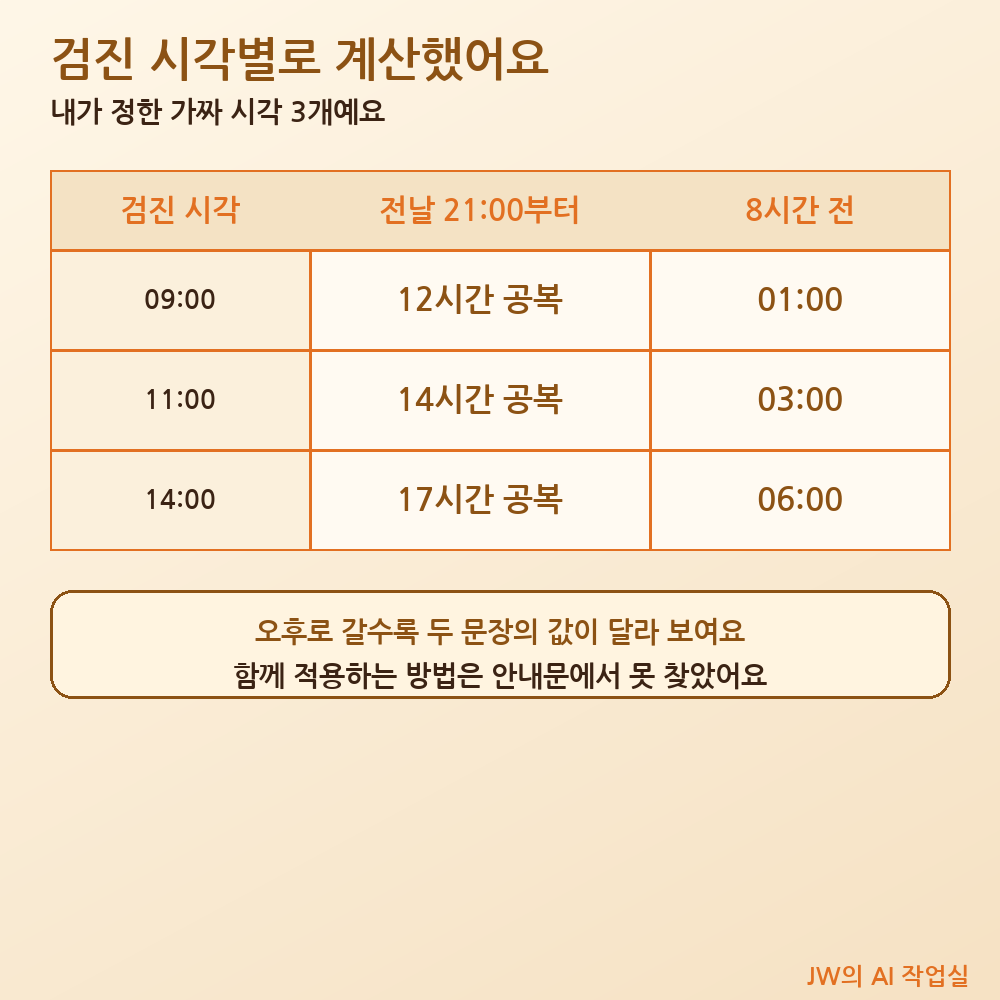 검진 시각별로 계산했어요
내가 정한 가짜 시각 3개예요
검진 시각 전날 21:00부터 8시간 전
09:00 12시간 공복 01:00
11:00 14시간 공복 03:00
14:00 17시간 공복 06:00
오후로 갈수록 두 문장의 값이 달라 보여요
함께 적용하는 방법은 안내문에서 못 찾았어요
JW의 AI 작업실